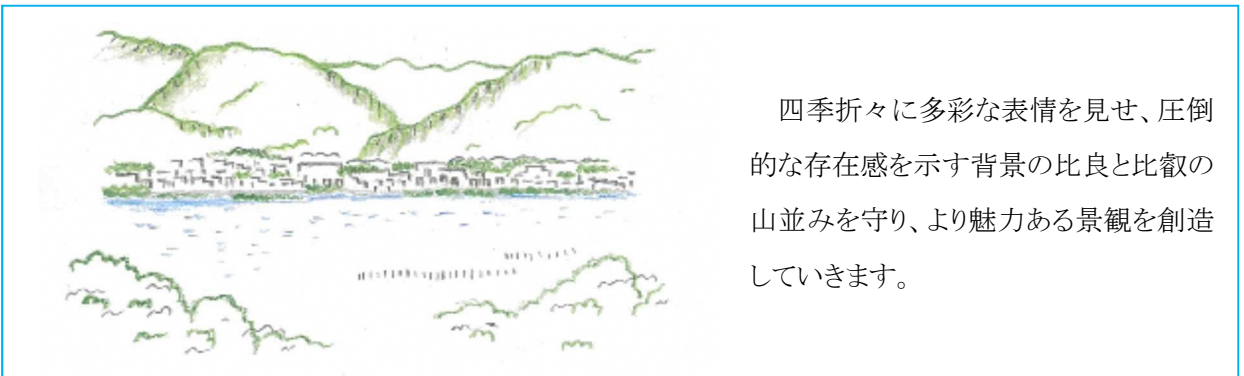 四季折々に多彩な表情を見せ、圧倒
的な存在感を示す背景の比良と比叡の
山並みを守り、より魅力ある景観を創造
していきます。